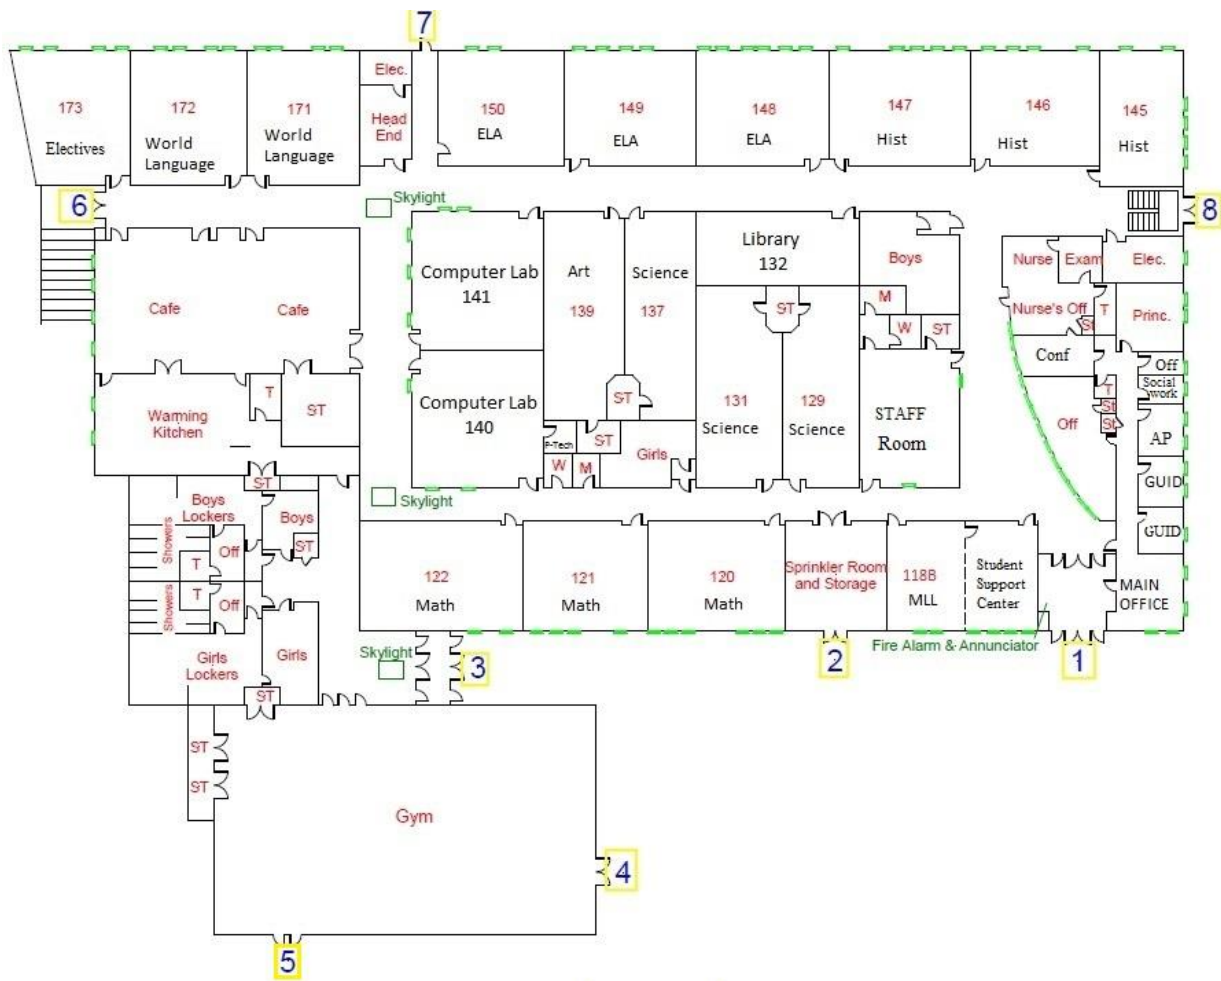 7
Elec.
Head
End
173
Electives
172
World
Language
171
World
Language
150
ELA
149
ELA
148
ELA
147
Hist
146
Hist
145
Hist
6
Skylight
8
Computer Lab
141
Art
139
Science
137
Library
132
Boys
Nurse
Exam
Elec.
Nurse's Off
T
St
Princ.
Cafe
Cafe
ST
M
W
ST
Conf
Off
Social
work
Warming
Kitchen
T
ST
Computer Lab
140
ST
131
Science
129
Science
STAFF
Room
Off
T
St
St
AP
P-Tech
ST
W
M
Girls
GUID
GUID
Skylight
ST
Boys
Lockers
Boys
ST
Showers
Off
T
Showers
T
Off
Girls
Lockers
Girls
ST
122
Math
121
Math
120
Math
Sprinkler Room
and Storage
118B
MLL
Student
Support
Center
MAIN
OFFICE
Fire Alarm & Annunciator
Skylight
3
2
1
ST
ST
Gym
4
5